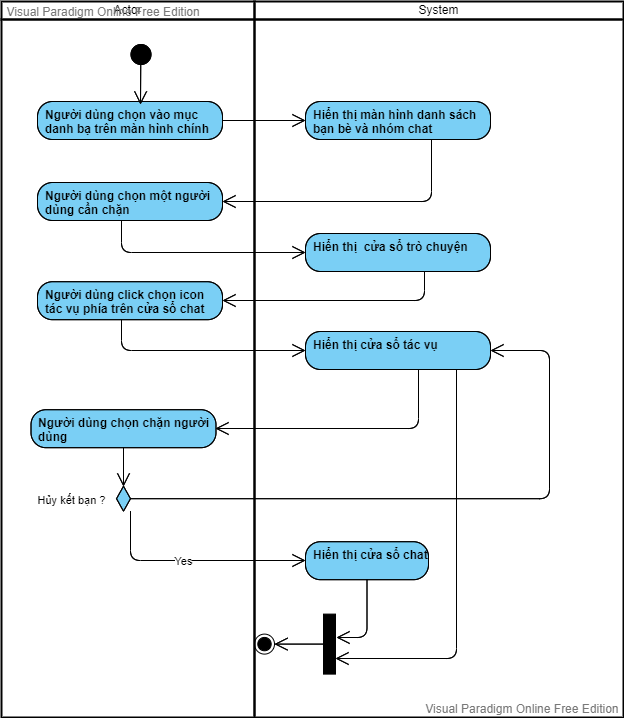 Visual Paradigm Online Free Edition
Actor
System
Người dùng chọn vào mục
danh bạ trên màn hình chính
Hiển thị màn hình danh sách
bạn bè và nhóm chat
Người dùng chọn một người
dùng cần chặn
Hiển thị cửa sổ trò chuyện
Người dùng click chọn icon
tác vụ phía trên cửa sổ chat
Hiển thị cửa sổ tác vụ
Người dùng chọn chặn người
dùng
Hủy kết bạn ?
Yes
Hiển thị cửa sổ chat
Visual Paradigm Online Free Edition